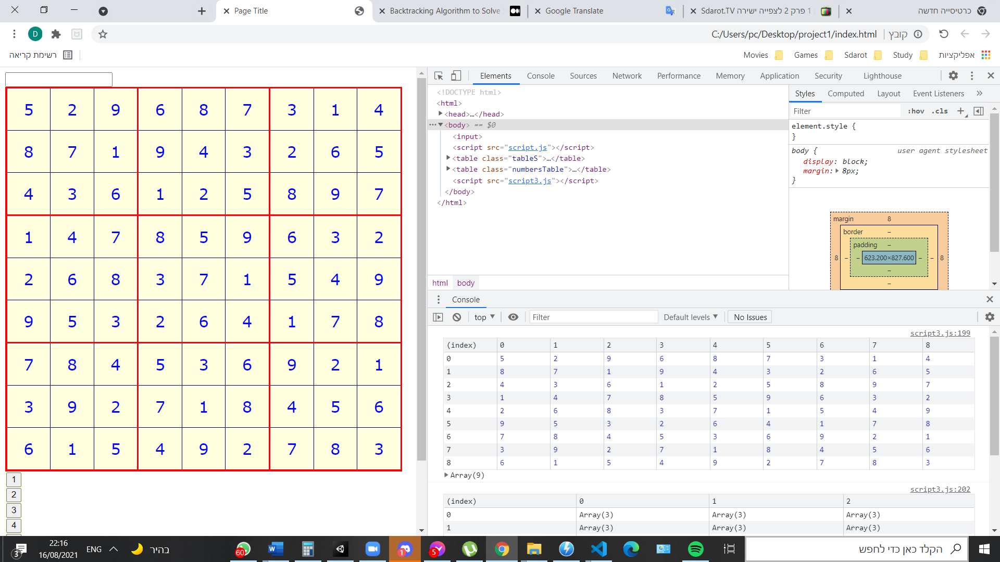 Page Title
Backtracking Algorithm to Solve
Google Translate
Sdarot.TV פרק 2 לצפייה ישירה 1
כרטיסייה חדשה
D
C:/Users/pc/Desktop/project1/index.html
קובץ
רשימת קריאה
Movies
Games
Sdarot
Study
אפליקציות
5 2 9 6 8 7 3 1 4
8 7 1 9 4 3 2 6 5
4 3 6 1 2 5 8 9 7
1 4 7 8 5 9 6 3 2
2 6 8 3 7 1 5 4 9
9 5 3 2 6 4 1 7 8
7 8 4 5 3 6 9 2 1
3 9 2 7 1 8 4 5 6
6 1 5 4 9 2 7 8 3
1
2
3
4
Elements Console Sources Network Performance Memory Application Security Lighthouse
<!DOCTYPE html>
<html>
<head>…</head>
<body> == $0
<input>
<script src="script.js"></script>
<table class="tableS">…</table>
<table class="numbersTable">…</table>
<script src="script3.js"></script>
</body>
</html>
html body
Styles Computed Layout Event Listeners »
Filter :hov .cls +
element.style {
}
body { user agent stylesheet
display: block;
margin: 8px;
}
margin 8
border –
padding –
8 – – 623.200×827.600 – – 8
–
–
Console
top Filter Default levels No Issues
script3.js:199
(index) 0 1 2 3 4 5 6 7 8
0 5 2 9 6 8 7 3 1 4
1 8 7 1 9 4 3 2 6 5
2 4 3 6 1 2 5 8 9 7
3 1 4 7 8 5 9 6 3 2
4 2 6 8 3 7 1 5 4 9
5 9 5 3 2 6 4 1 7 8
6 7 8 4 5 3 6 9 2 1
7 3 9 2 7 1 8 4 5 6
8 6 1 5 4 9 2 7 8 3
Array(9)
script3.js:202
(index) 0 1 2
0 Array(3) Array(3) Array(3)
1 Array(3) Array(3) Array(3)
3
22:16
16/08/2021
ENG
בהיר
60
1
5
הקלד כאן כדי לחפש